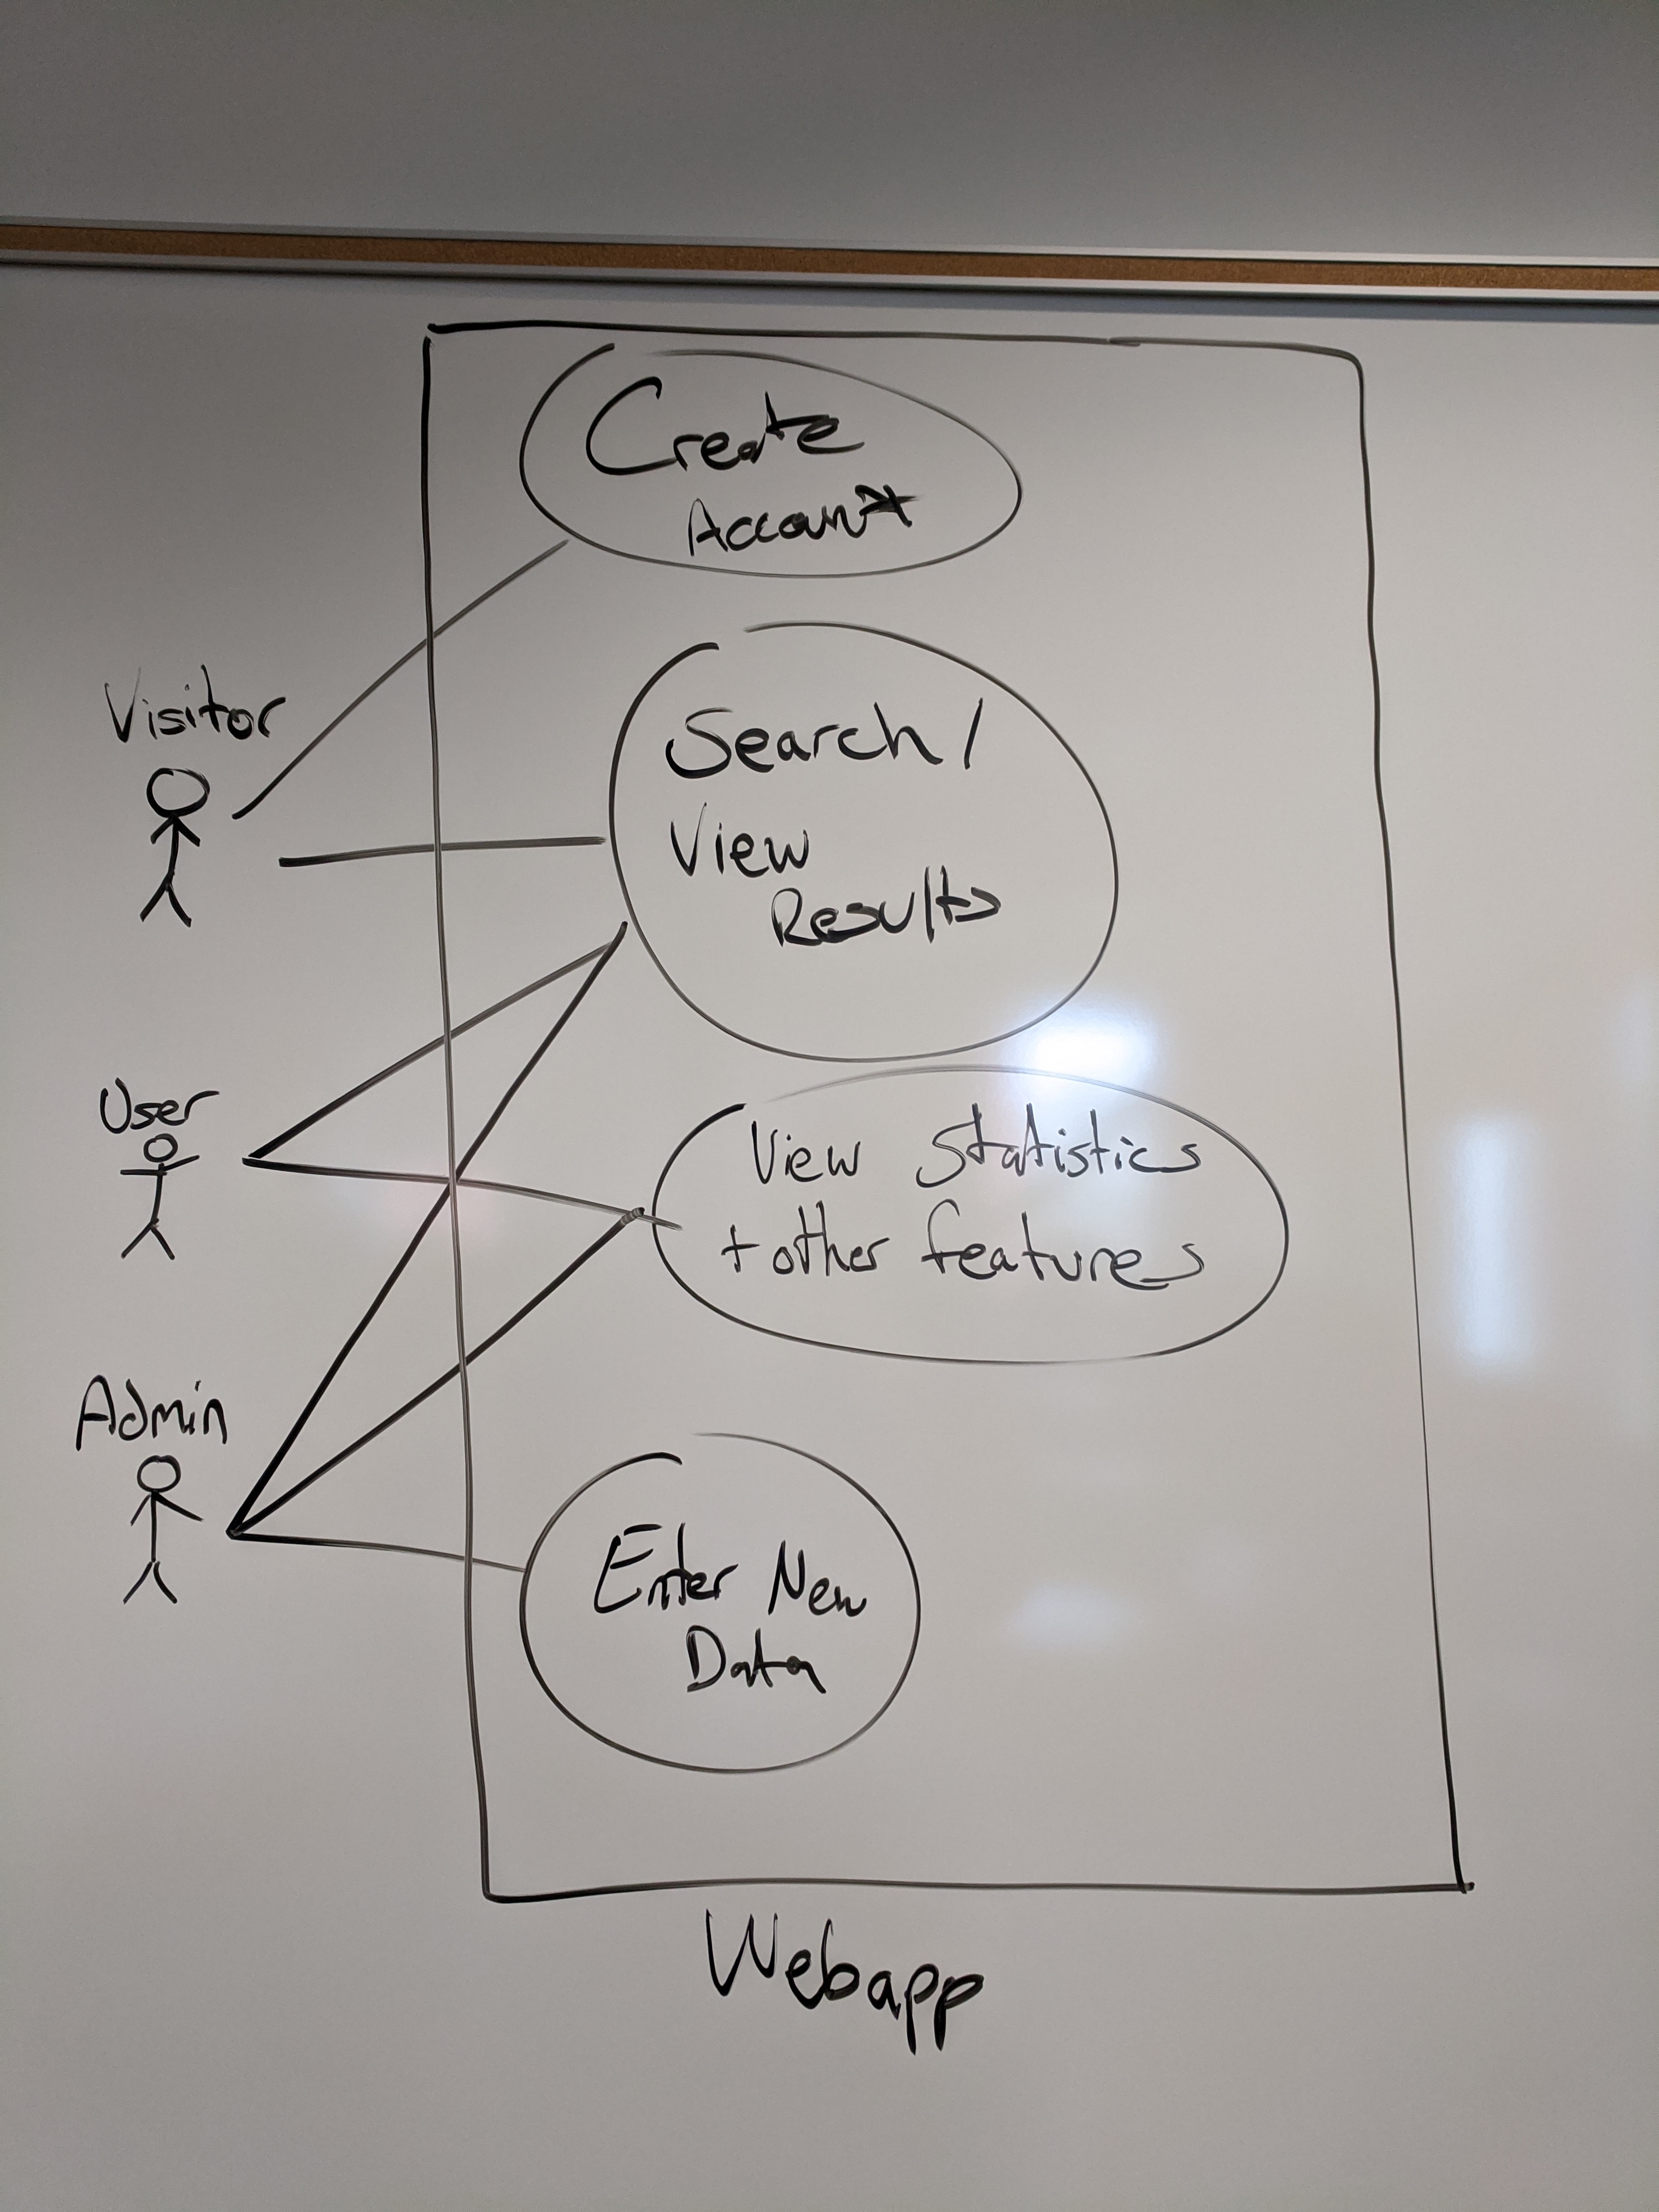 Create
Account
Visitor
Search/
View
Results
User
View Statistics
+ other features
Admin
Enter New
Data
Webapp